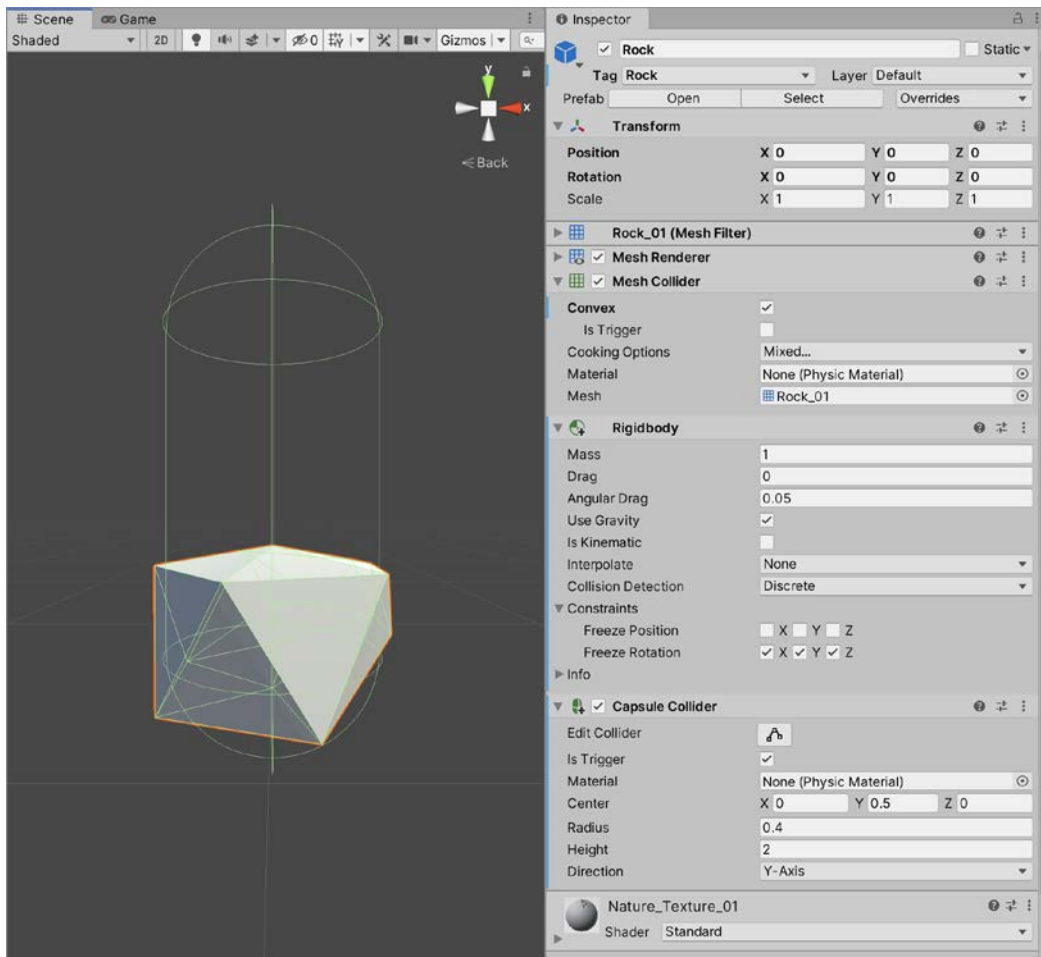 Scene Game
Shaded 2D 0 Gizmos
y
x
Back
Inspector
Rock Static
Tag Rock Layer Default
Prefab Open Select Overrides
Transform
Position X 0 Y 0 Z 0
Rotation X 0 Y 0 Z 0
Scale X 1 Y 1 Z 1
Rock_01 (Mesh Filter)
Mesh Renderer
Mesh Collider
Convex
Is Trigger
Cooking Options Mixed...
Material None (Physic Material)
Mesh Rock_01
Rigidbody
Mass 1
Drag 0
Angular Drag 0.05
Use Gravity
Is Kinematic
Interpolate None
Collision Detection Discrete
Constraints
Freeze Position X Y Z
Freeze Rotation X Y Z
Info
Capsule Collider
Edit Collider
Is Trigger
Material None (Physic Material)
Center X 0 Y 0.5 Z 0
Radius 0.4
Height 2
Direction Y-Axis
Nature_Texture_01
Shader Standard